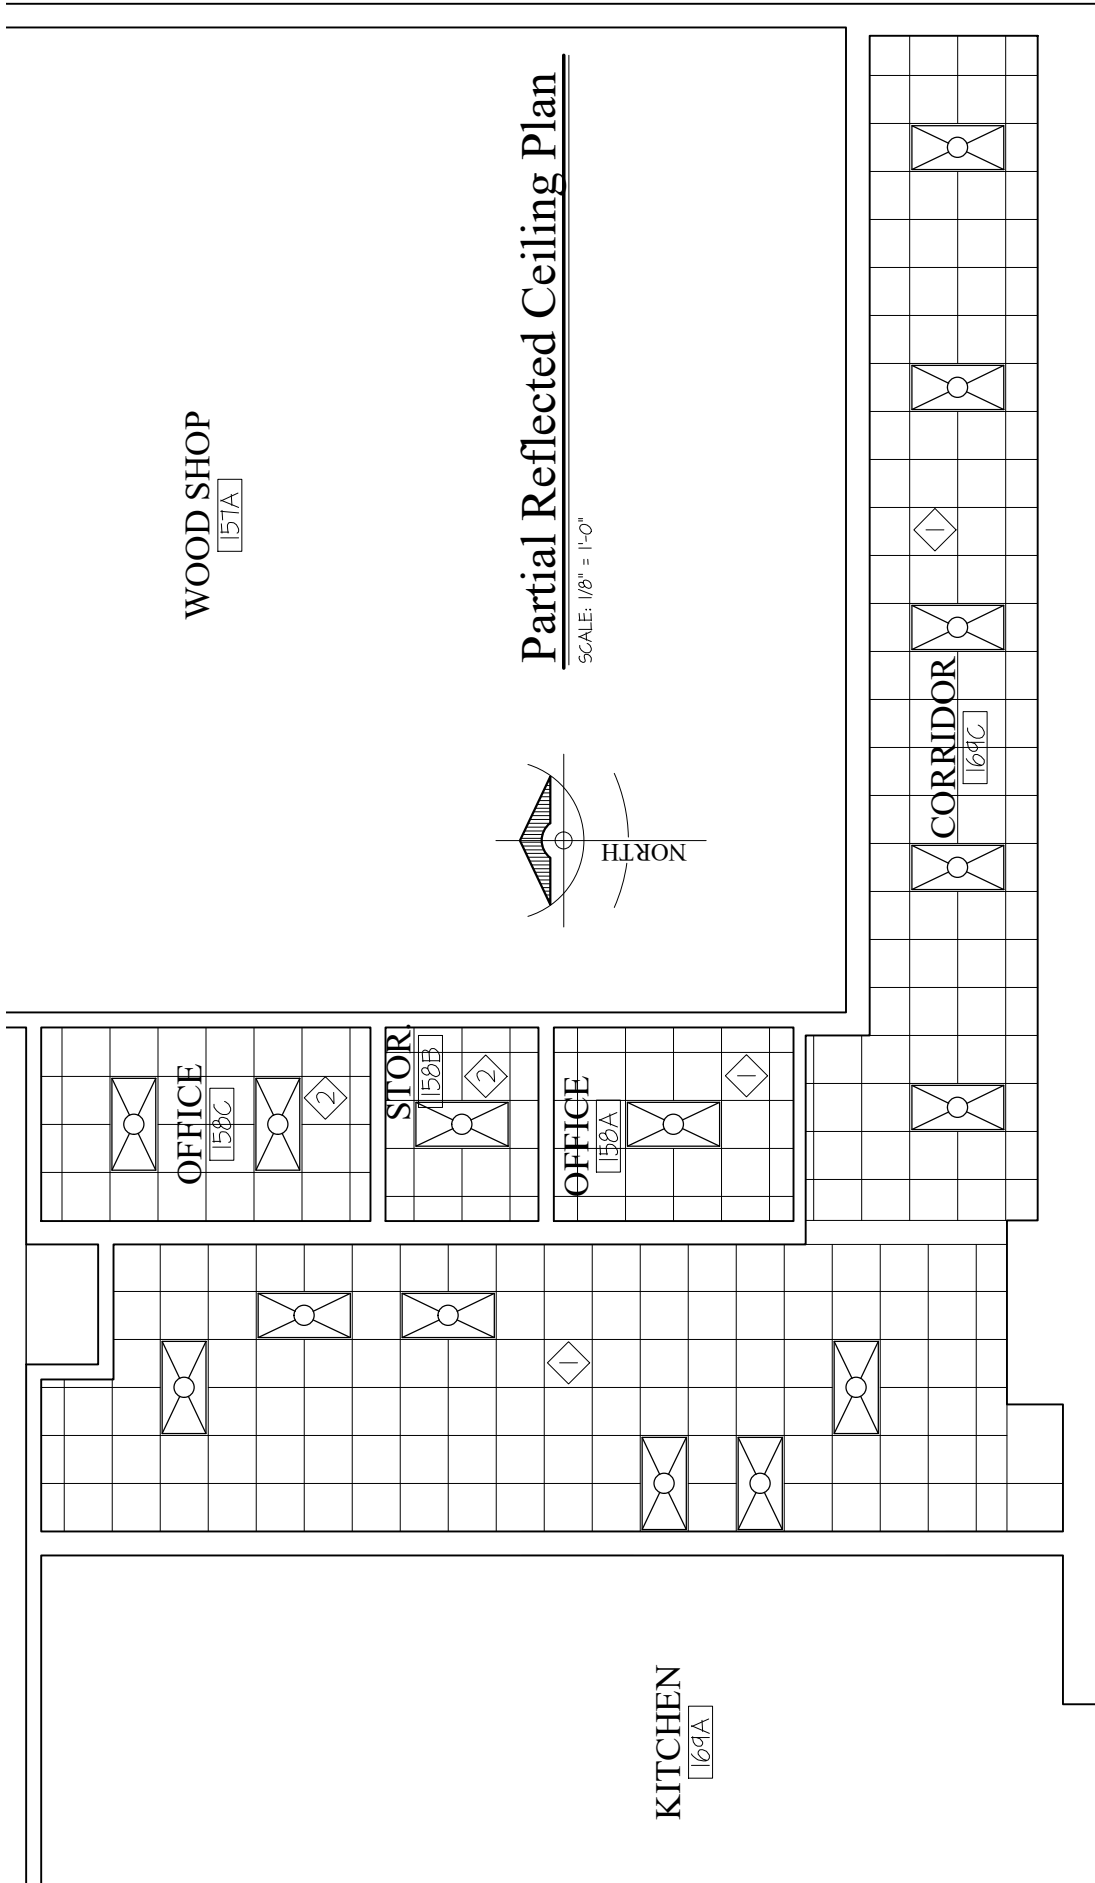 WOOD SHOP
157A
Partial Reflected Ceiling Plan
SCALE: 1/8" = 1'-0"
NORTH
1
CORRIDOR
169C
OFFICE
158C
2
STOR.
158B
2
OFFICE
158A
1
1
KITCHEN
169A